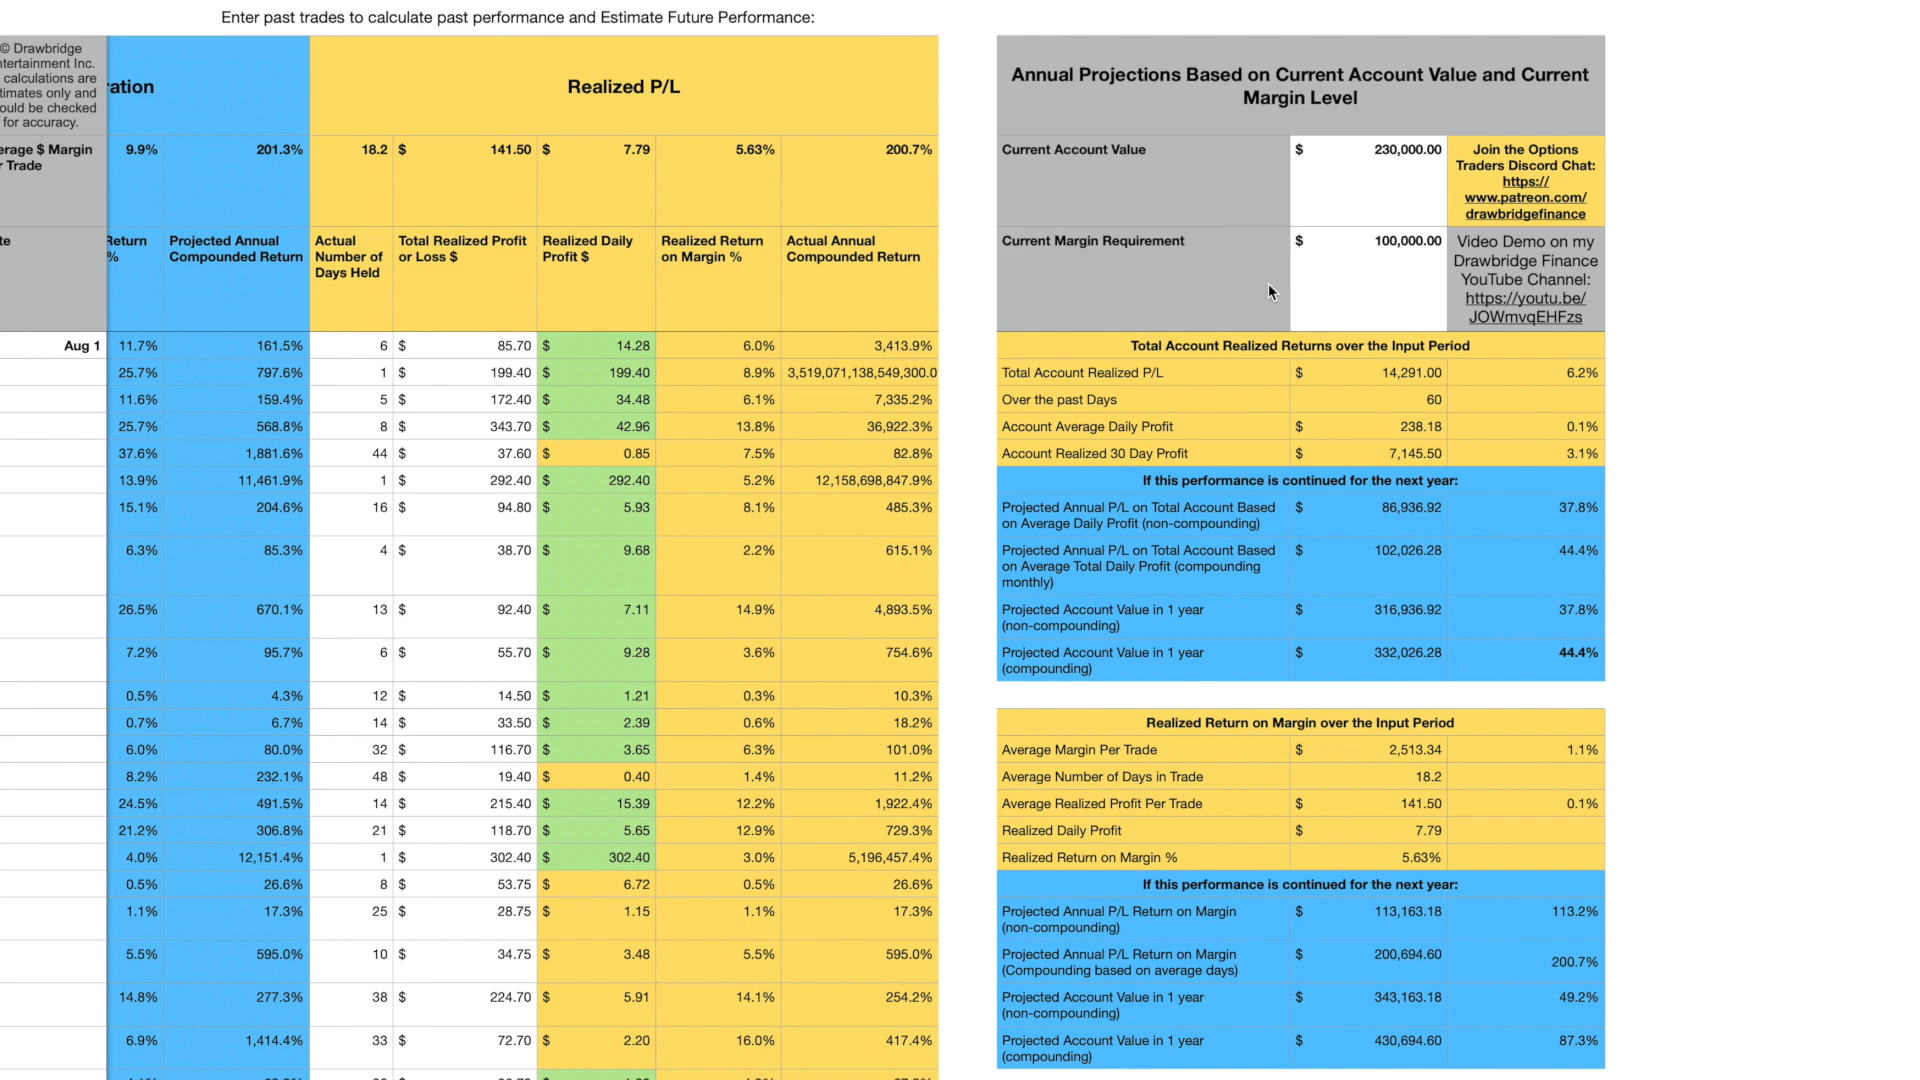 Enter past trades to calculate past performance and Estimate Future Performance:
© Drawbridge
ntertainment Inc.
calculations are
timates only and
ould be checked
for accuracy.
ation
Realized P/L
erage $ Margin
r Trade
9.9% 201.3% 18.2 $ 141.50 $ 7.79 5.63% 200.7%
te
Return
%
Projected Annual
Compounded Return
Actual
Number of
Days Held
Total Realized Profit
or Loss $
Realized Daily
Profit $
Realized Return
on Margin %
Actual Annual
Compounded Return
Aug 1 11.7% 161.5% 6 $ 85.70 $ 14.28 6.0% 3,413.9%
25.7% 797.6% 1 $ 199.40 $ 199.40 8.9% 3,519,071,138,549,300.0
11.6% 159.4% 5 $ 172.40 $ 34.48 6.1% 7,335.2%
25.7% 568.8% 8 $ 343.70 $ 42.96 13.8% 36,922.3%
37.6% 1,881.6% 44 $ 37.60 $ 0.85 7.5% 82.8%
13.9% 11,461.9% 1 $ 292.40 $ 292.40 5.2% 12,158,698,847.9%
15.1% 204.6% 16 $ 94.80 $ 5.93 8.1% 485.3%
6.3% 85.3% 4 $ 38.70 $ 9.68 2.2% 615.1%
26.5% 670.1% 13 $ 92.40 $ 7.11 14.9% 4,893.5%
7.2% 95.7% 6 $ 55.70 $ 9.28 3.6% 754.6%
0.5% 4.3% 12 $ 14.50 $ 1.21 0.3% 10.3%
0.7% 6.7% 14 $ 33.50 $ 2.39 0.6% 18.2%
6.0% 80.0% 32 $ 116.70 $ 3.65 6.3% 101.0%
8.2% 232.1% 48 $ 19.40 $ 0.40 1.4% 11.2%
24.5% 491.5% 14 $ 215.40 $ 15.39 12.2% 1,922.4%
21.2% 306.8% 21 $ 118.70 $ 5.65 12.9% 729.3%
4.0% 12,151.4% 1 $ 302.40 $ 302.40 3.0% 5,196,457.4%
0.5% 26.6% 8 $ 53.75 $ 6.72 0.5% 26.6%
1.1% 17.3% 25 $ 28.75 $ 1.15 1.1% 17.3%
5.5% 595.0% 10 $ 34.75 $ 3.48 5.5% 595.0%
14.8% 277.3% 38 $ 224.70 $ 5.91 14.1% 254.2%
6.9% 1,414.4% 33 $ 72.70 $ 2.20 16.0% 417.4%
Annual Projections Based on Current Account Value and Current
Margin Level
Current Account Value $ 230,000.00
Join the Options
Traders Discord Chat:
https://
www.patreon.com/
drawbridgefinance
Current Margin Requirement $ 100,000.00
Video Demo on my
Drawbridge Finance
YouTube Channel:
https://youtu.be/
JOWmvqEHFzs
Total Account Realized Returns over the Input Period
Total Account Realized P/L $ 14,291.00 6.2%
Over the past Days 60
Account Average Daily Profit $ 238.18 0.1%
Account Realized 30 Day Profit $ 7,145.50 3.1%
If this performance is continued for the next year:
Projected Annual P/L on Total Account Based $ 86,936.92 37.8%
on Average Daily Profit (non-compounding)
Projected Annual P/L on Total Account Based $ 102,026.28 44.4%
on Average Total Daily Profit (compounding
monthly)
Projected Account Value in 1 year $ 316,936.92 37.8%
(non-compounding)
Projected Account Value in 1 year $ 332,026.28 44.4%
(compounding)
Realized Return on Margin over the Input Period
Average Margin Per Trade $ 2,513.34 1.1%
Average Number of Days in Trade 18.2
Average Realized Profit Per Trade $ 141.50 0.1%
Realized Daily Profit $ 7.79
Realized Return on Margin % 5.63%
If this performance is continued for the next year:
Projected Annual P/L Return on Margin $ 113,163.18 113.2%
(non-compounding)
Projected Annual P/L Return on Margin $ 200,694.60 200.7%
(Compounding based on average days)
Projected Account Value in 1 year $ 343,163.18 49.2%
(non-compounding)
Projected Account Value in 1 year $ 430,694.60 87.3%
(compounding)